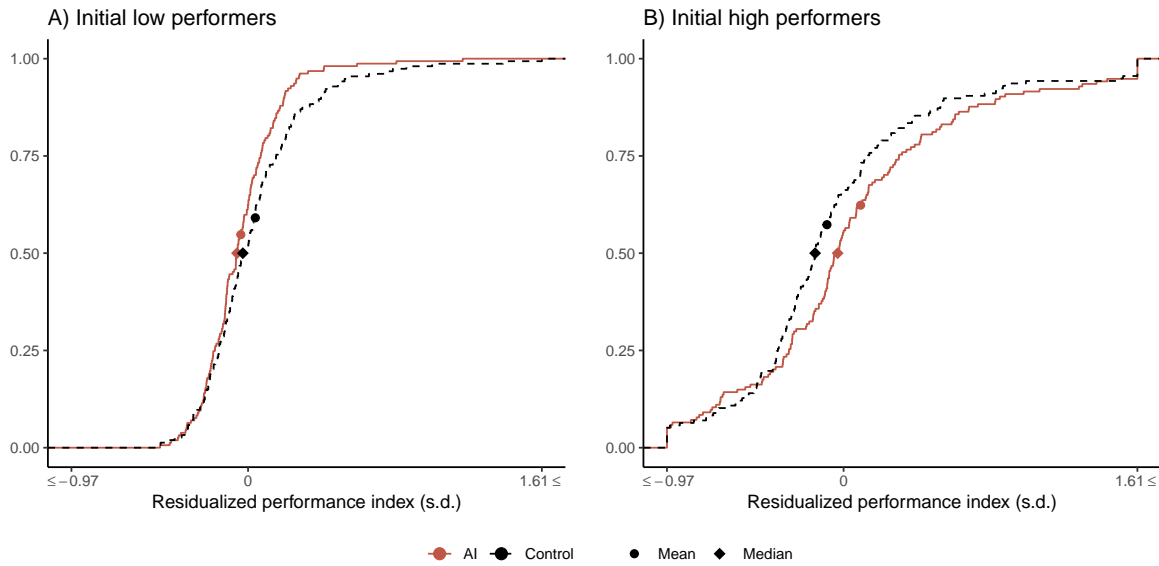 A) Initial low performers
1.00
0.75
0.50
0.25
0.00
≤−0.97 0 1.61 ≤
Residualized performance index (s.d.)
B) Initial high performers
1.00
0.75
0.50
0.25
0.00
≤−0.97 0 1.61 ≤
Residualized performance index (s.d.)
AI Control Mean Median